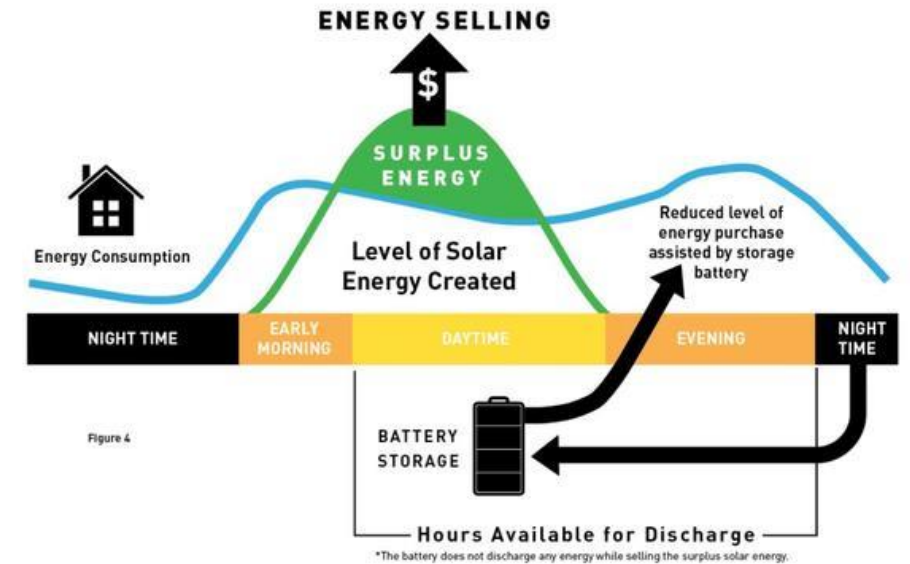 ENERGY SELLING
$
SURPLUS
ENERGY
Energy Consumption
Level of Solar
Energy Created
Reduced level of
energy purchase
assisted by storage
battery
NIGHT TIME
EARLY
MORNING
DAYTIME
EVENING
NIGHT
TIME
Figure 4
BATTERY
STORAGE
Hours Available for Discharge
*The battery does not discharge any energy while selling the surplus solar energy.